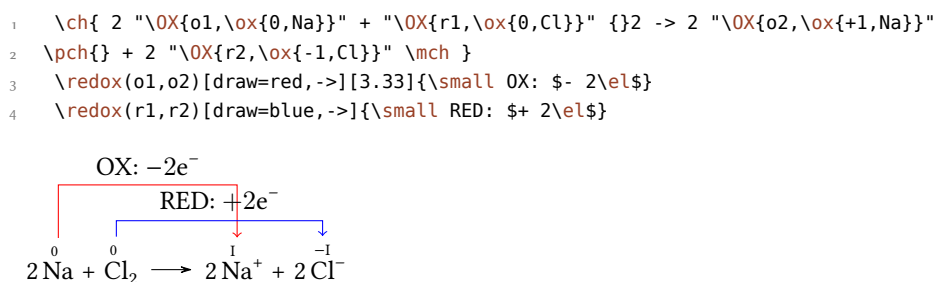 1 \ch{ 2 "\OX{o1,\ox{0,Na}}" + "\OX{r1,\ox{0,Cl}}" {}2 -> 2 "\OX{o2,\ox{+1,Na}}"
2 \pch{} + 2 "\OX{r2,\ox{-1,Cl}}" \mch }
3 \redox(o1,o2)[draw=red,->][3.33]{\small OX: $- 2\el$}
4 \redox(r1,r2)[draw=blue,->]{\small RED: $+ 2\el$}
OX: −2e⁻
RED: +2e⁻
0 0 I −I
2 Na + Cl₂ ⟶ 2 Na⁺ + 2 Cl⁻